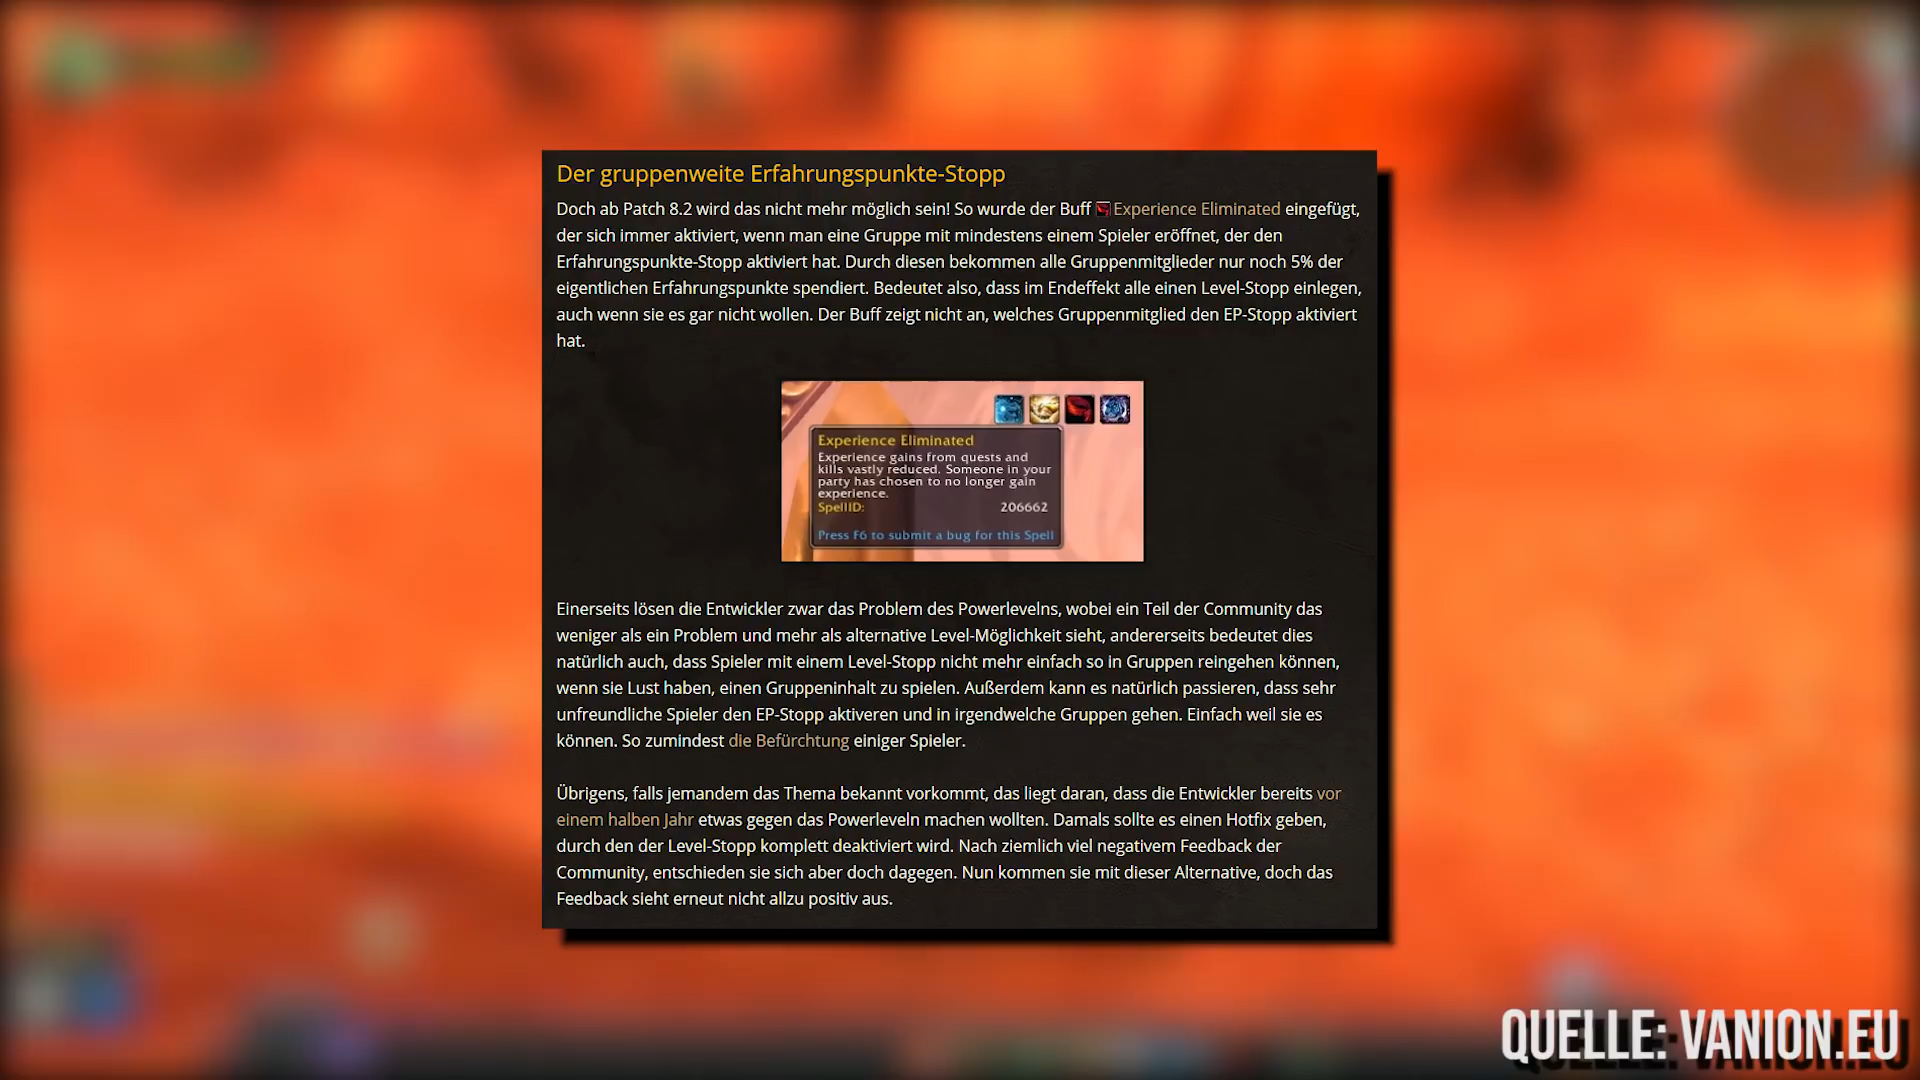 Der gruppenweite Erfahrungspunkte-Stopp
Doch ab Patch 8.2 wird das nicht mehr möglich sein! So wurde der Buff Experience Eliminated eingefügt,
der sich immer aktiviert, wenn man eine Gruppe mit mindestens einem Spieler eröffnet, der den
Erfahrungspunkte-Stopp aktiviert hat. Durch diesen bekommen alle Gruppenmitglieder nur noch 5% der
eigentlichen Erfahrungspunkte spendiert. Bedeutet also, dass im Endeffekt alle einen Level-Stopp einlegen,
auch wenn sie es gar nicht wollen. Der Buff zeigt nicht an, welches Gruppenmitglied den EP-Stopp aktiviert
hat.
Experience Eliminated
Experience gains from quests and
kills vastly reduced. Someone in your
party has chosen to no longer gain
experience.
SpellID: 206662
Press F6 to submit a bug for this Spell
Einerseits lösen die Entwickler zwar das Problem des Powerlevelns, wobei ein Teil der Community das
weniger als ein Problem und mehr als alternative Level-Möglichkeit sieht, andererseits bedeutet dies
natürlich auch, dass Spieler mit einem Level-Stopp nicht mehr einfach so in Gruppen reingehen können,
wenn sie Lust haben, einen Gruppeninhalt zu spielen. Außerdem kann es natürlich passieren, dass sehr
unfreundliche Spieler den EP-Stopp aktiveren und in irgendwelche Gruppen gehen. Einfach weil sie es
können. So zumindest die Befürchtung einiger Spieler.
Übrigens, falls jemandem das Thema bekannt vorkommt, das liegt daran, dass die Entwickler bereits vor
einem halben Jahr etwas gegen das Powerleveln machen wollten. Damals sollte es einen Hotfix geben,
durch den der Level-Stopp komplett deaktiviert wird. Nach ziemlich viel negativem Feedback der
Community, entschieden sie sich aber doch dagegen. Nun kommen sie mit dieser Alternative, doch das
Feedback sieht erneut nicht allzu positiv aus.
QUELLE: VANION.EU